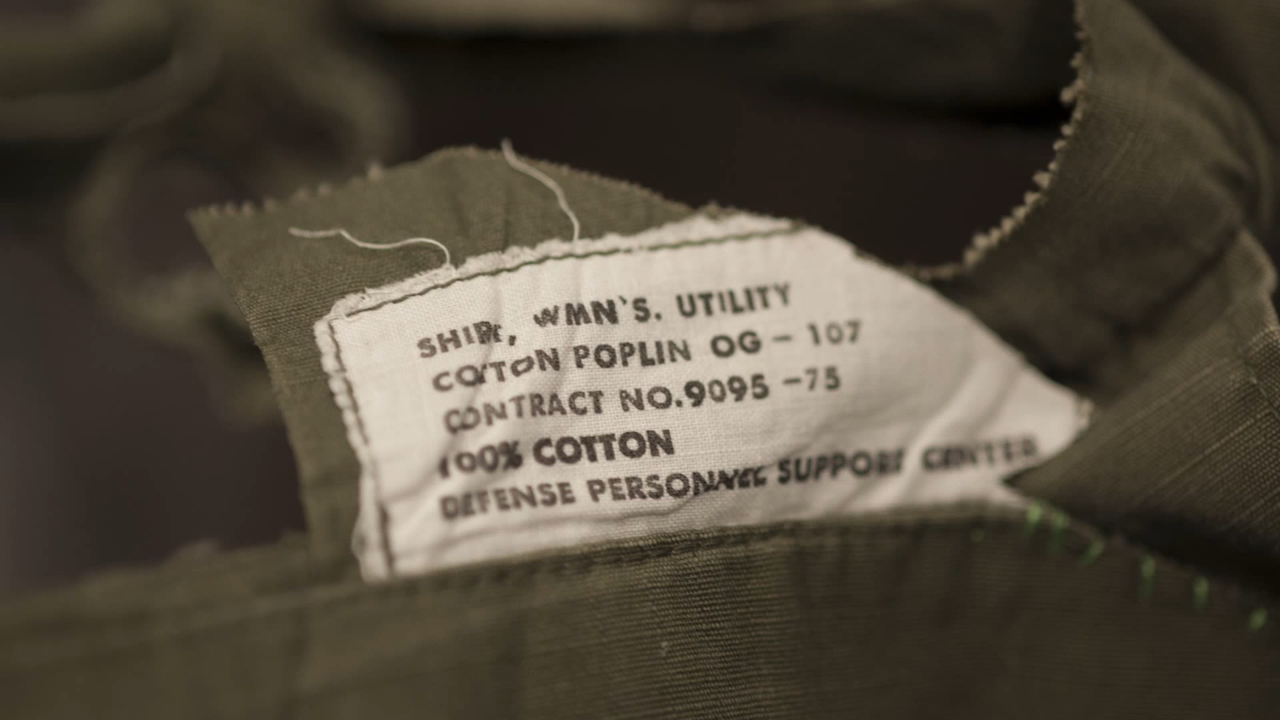 SHIRT, WMN'S. UTILITY
COTTON POPLIN OG - 107
CONTRACT NO.9095 -75
100% COTTON
DEFENSE PERSONNEL SUPPORT CENTER